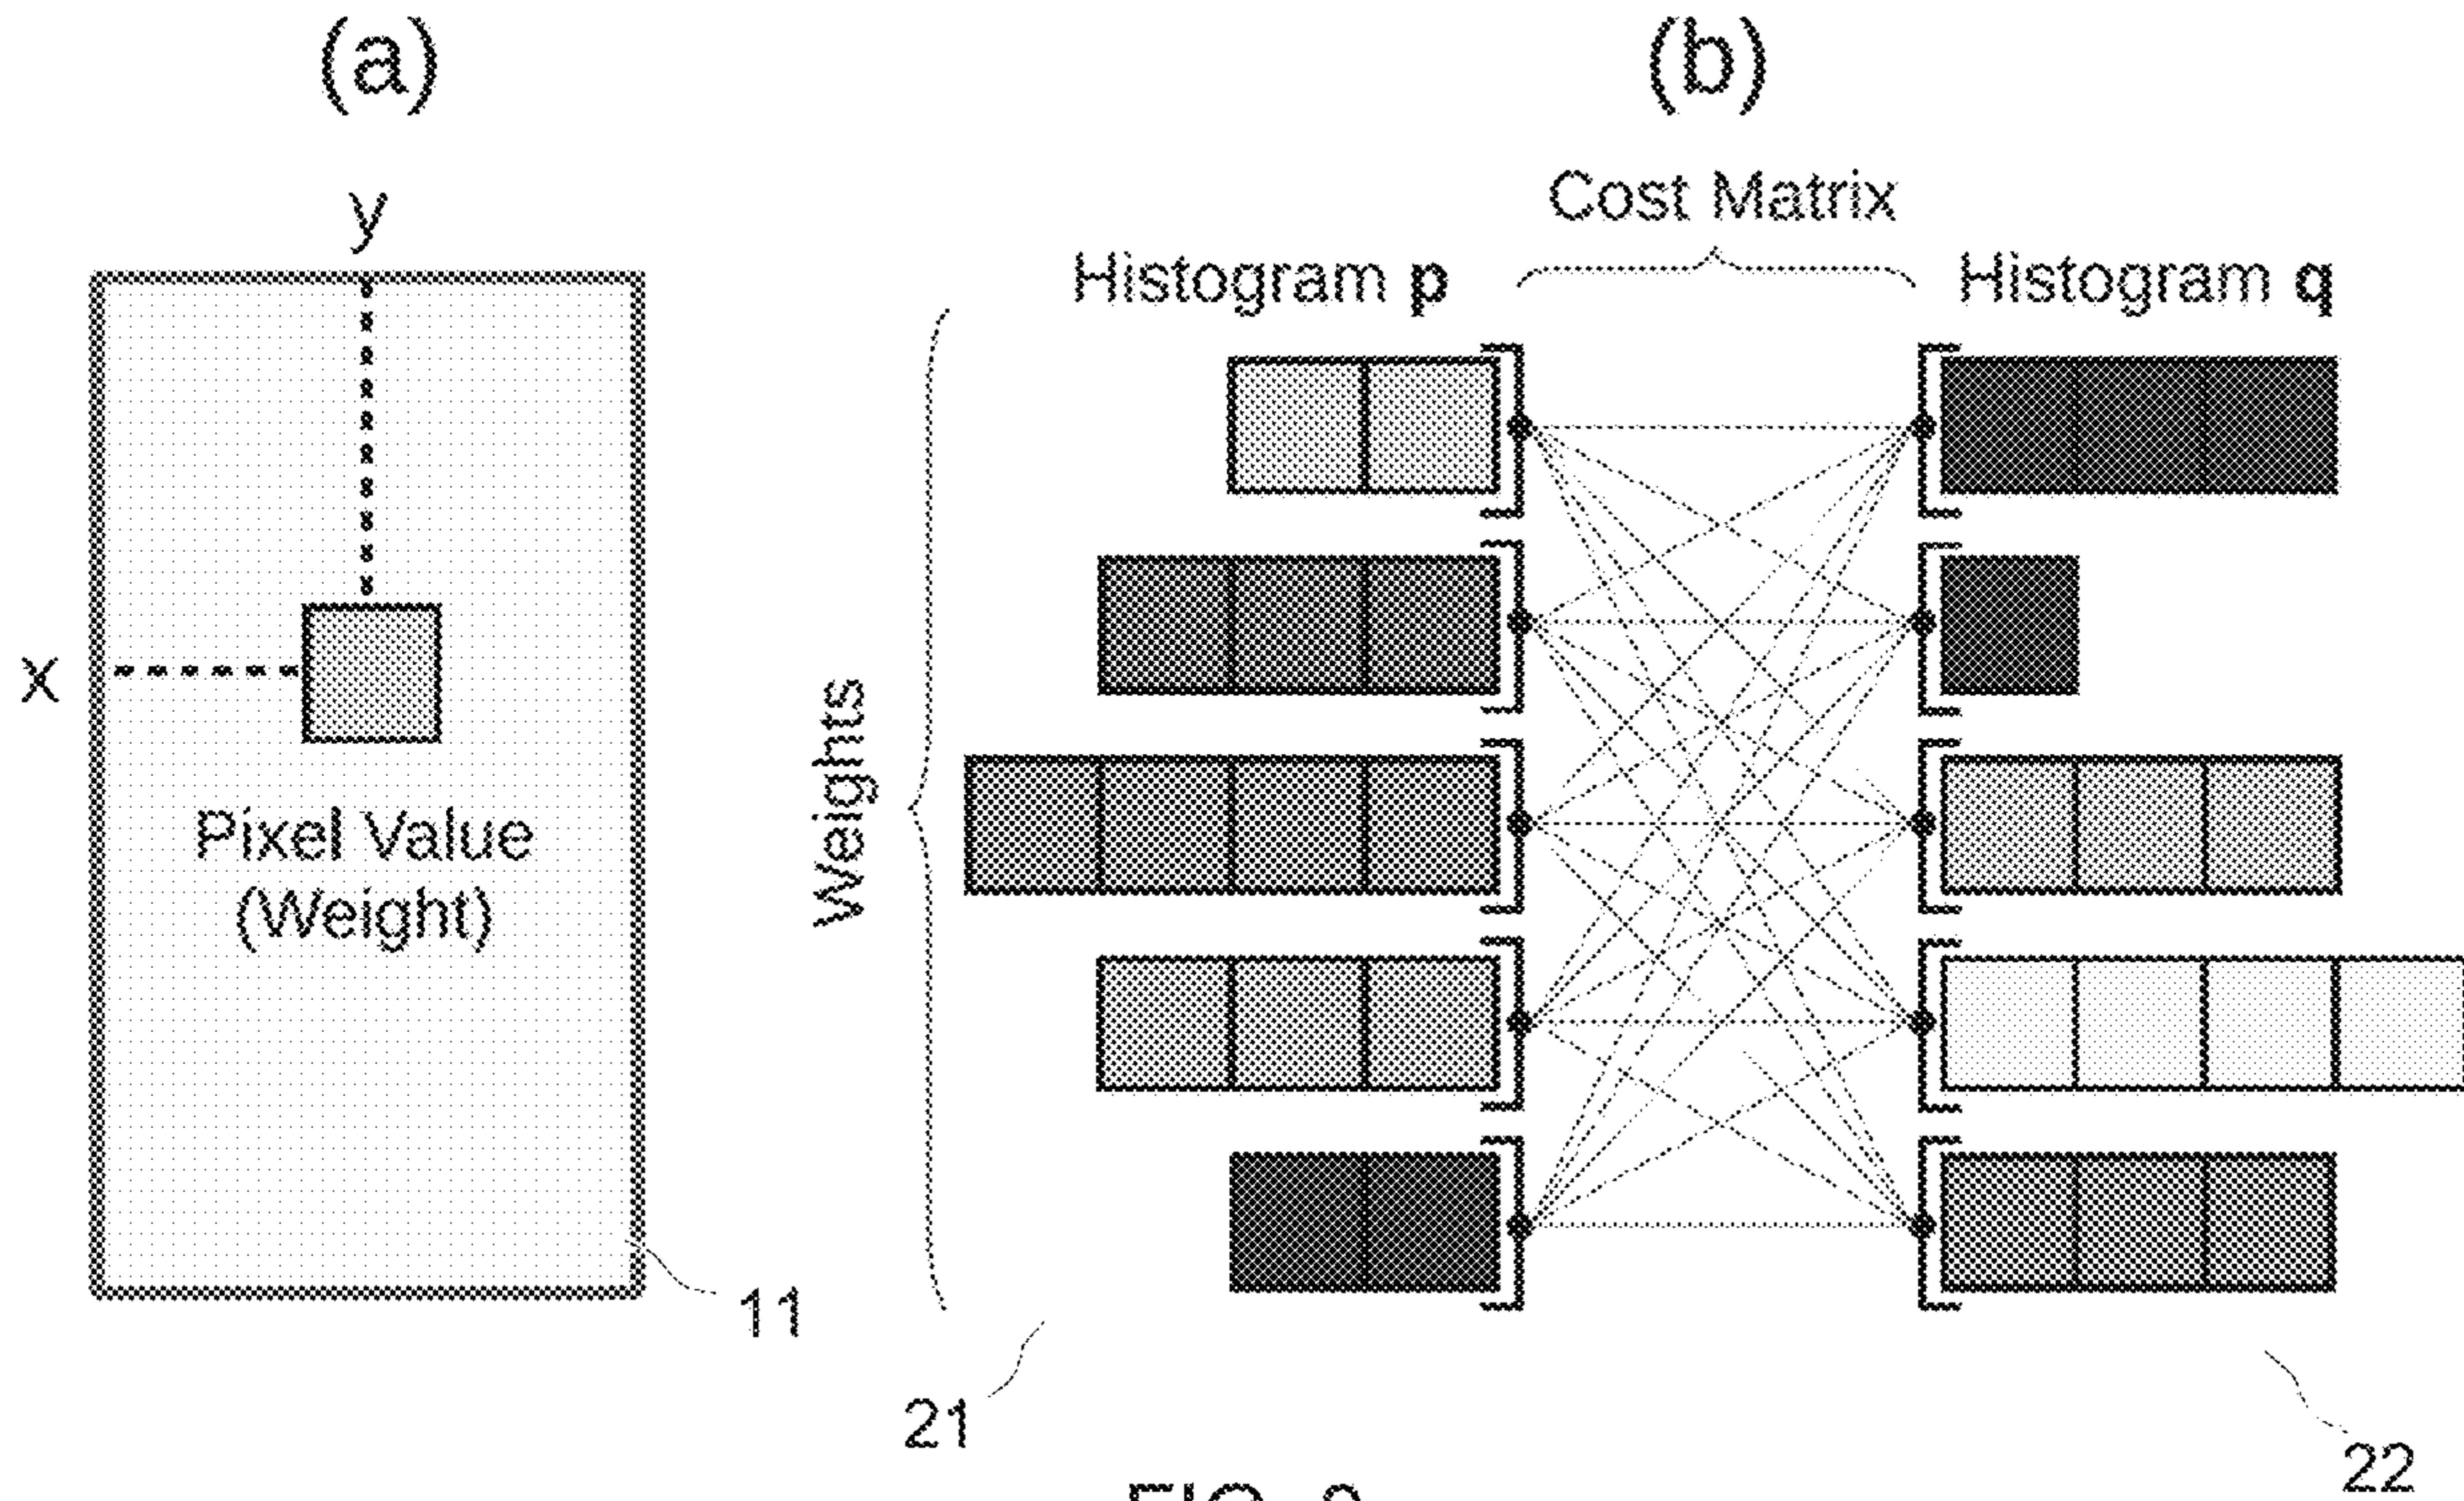 (a)
y
x
Pixel Value
(Weight)
11
(b)
Cost Matrix
Histogram p
Histogram q
Weights
21
22